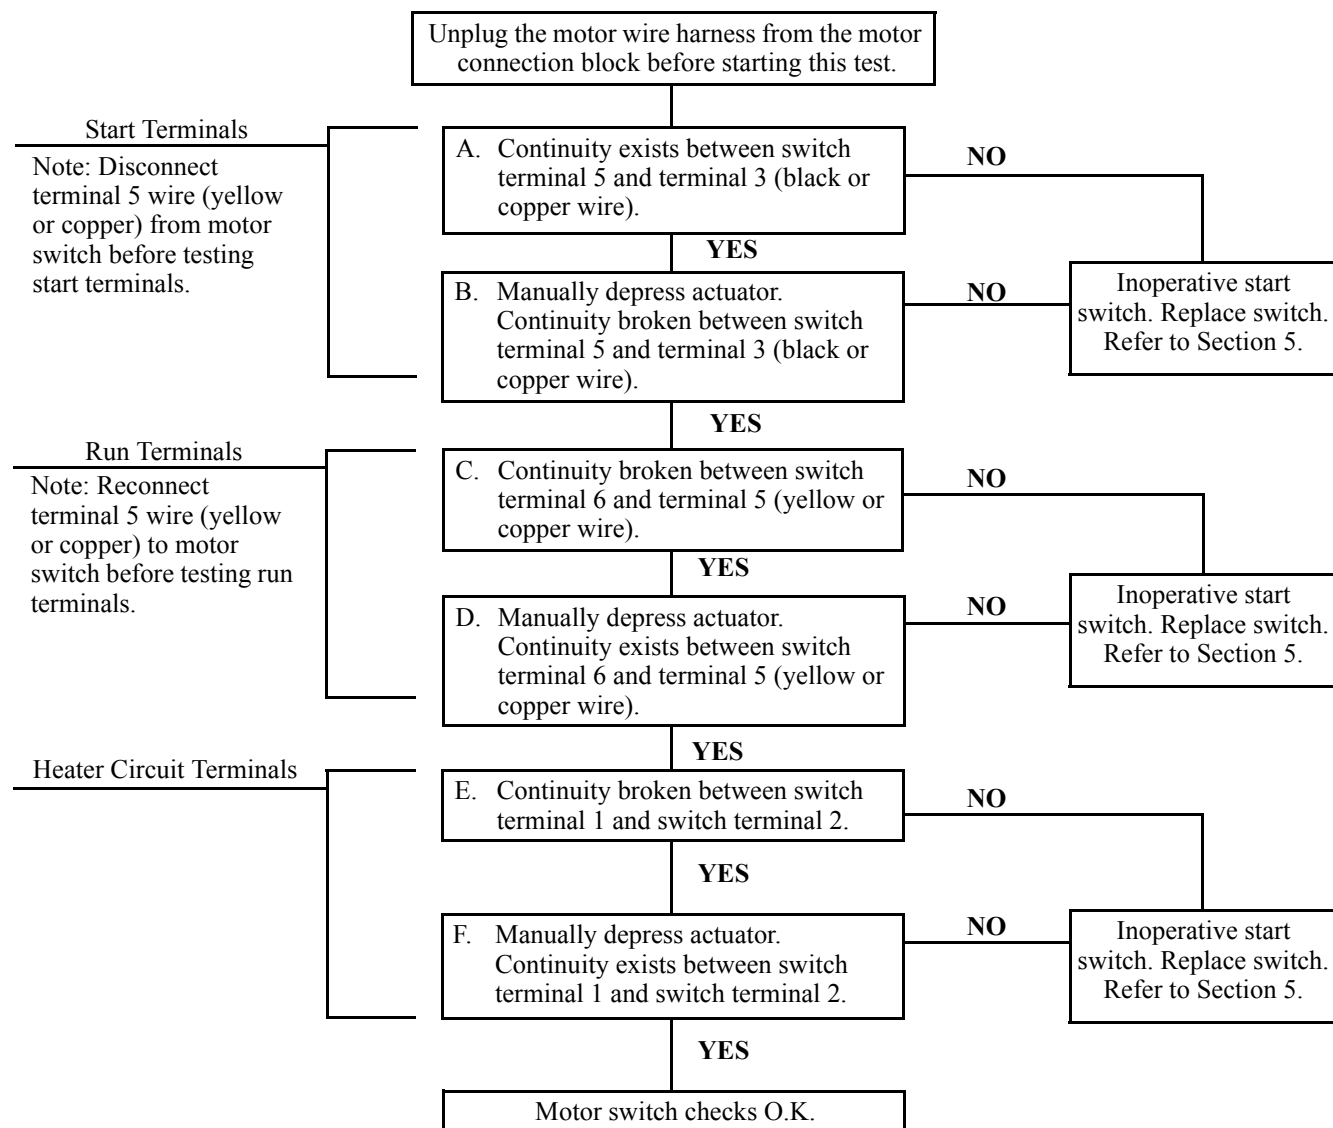 Unplug the motor wire harness from the motor
connection block before starting this test.
Start Terminals
Note: Disconnect
terminal 5 wire (yellow
or copper) from motor
switch before testing
start terminals.
A. Continuity exists between switch
terminal 5 and terminal 3 (black or
copper wire).
NO
YES
B. Manually depress actuator.
Continuity broken between switch
terminal 5 and terminal 3 (black or
copper wire).
NO
Inoperative start
switch. Replace switch.
Refer to Section 5.
YES
Run Terminals
Note: Reconnect
terminal 5 wire (yellow
or copper) to motor
switch before testing run
terminals.
C. Continuity broken between switch
terminal 6 and terminal 5 (yellow or
copper wire).
NO
YES
D. Manually depress actuator.
Continuity exists between switch
terminal 6 and terminal 5 (yellow or
copper wire).
NO
Inoperative start
switch. Replace switch.
Refer to Section 5.
YES
Heater Circuit Terminals
E. Continuity broken between switch
terminal 1 and switch terminal 2.
NO
YES
F. Manually depress actuator.
Continuity exists between switch
terminal 1 and switch terminal 2.
NO
Inoperative start
switch. Replace switch.
Refer to Section 5.
YES
Motor switch checks O.K.